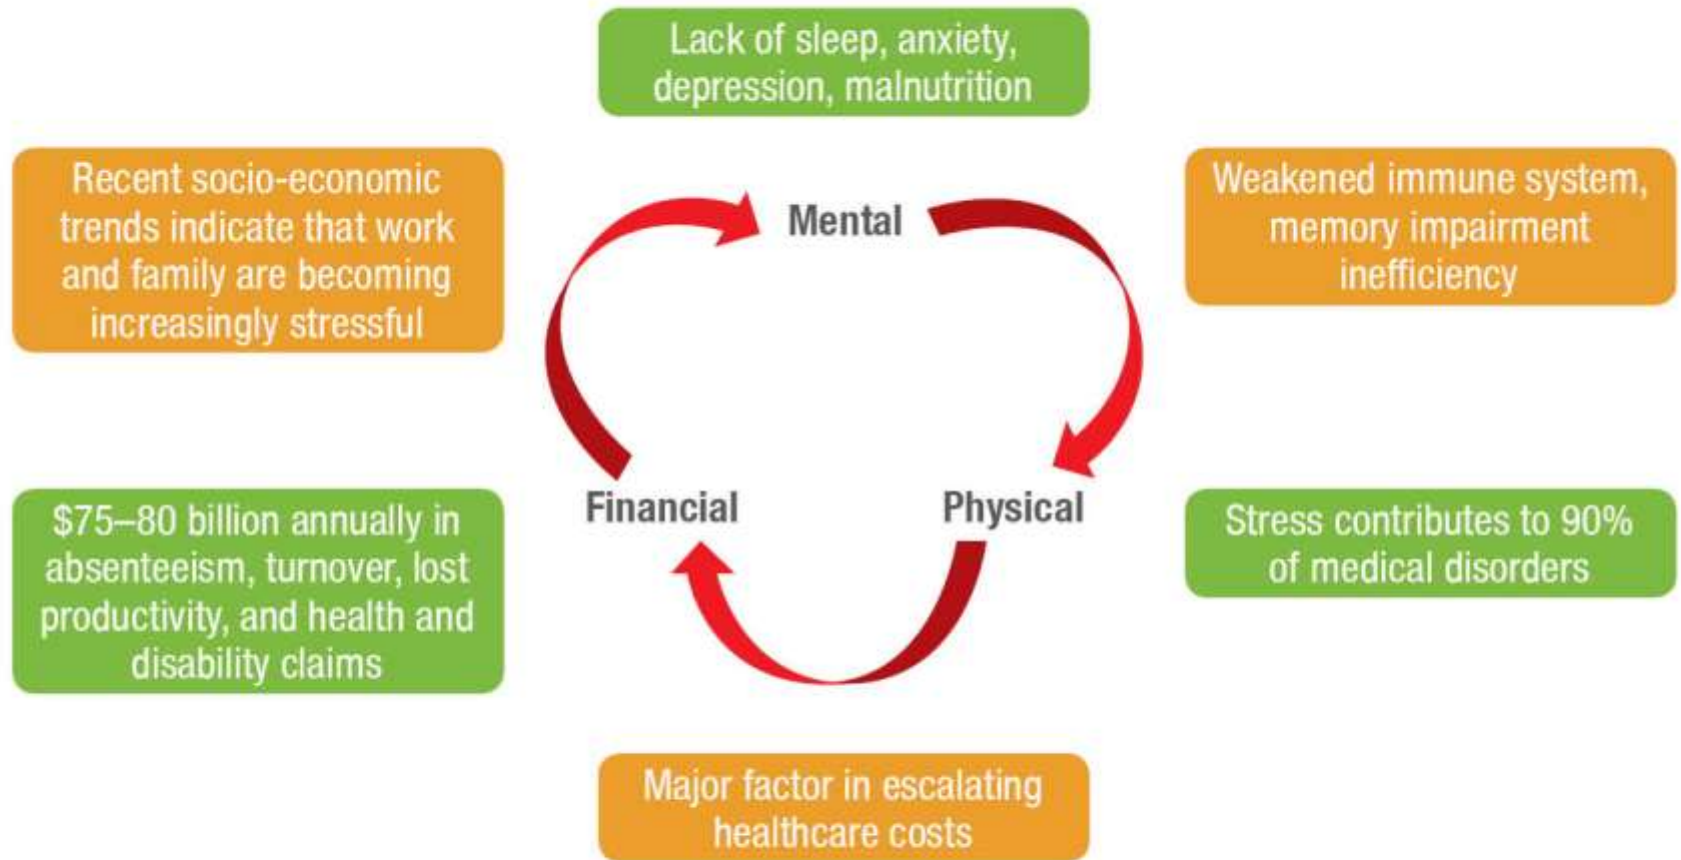 Lack of sleep, anxiety,
depression, malnutrition
Recent socio-economic
trends indicate that work
and family are becoming
increasingly stressful
Mental
Weakened immune system,
memory impairment
inefficiency
Financial
Physical
$75–80 billion annually in
absenteeism, turnover, lost
productivity, and health and
disability claims
Stress contributes to 90%
of medical disorders
Major factor in escalating
healthcare costs